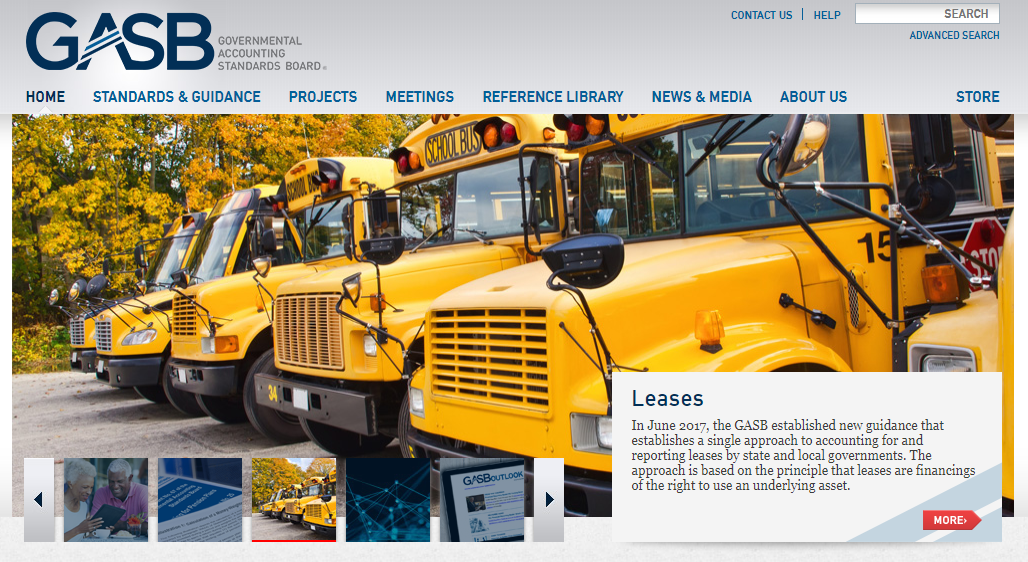 CONTACT US
HELP
SEARCH
ADVANCED SEARCH
GASB
GOVERNMENTAL
ACCOUNTING
STANDARDS BOARD®
HOME
STANDARDS & GUIDANCE
PROJECTS
MEETINGS
REFERENCE LIBRARY
NEWS & MEDIA
ABOUT US
STORE
SCHOOL BUS
15
34
Leases
In June 2017, the GASB established new guidance that
establishes a single approach to accounting for and
reporting leases by state and local governments. The
approach is based on the principle that leases are financings
of the right to use an underlying asset.
MORE›
GASBOUTLOOK